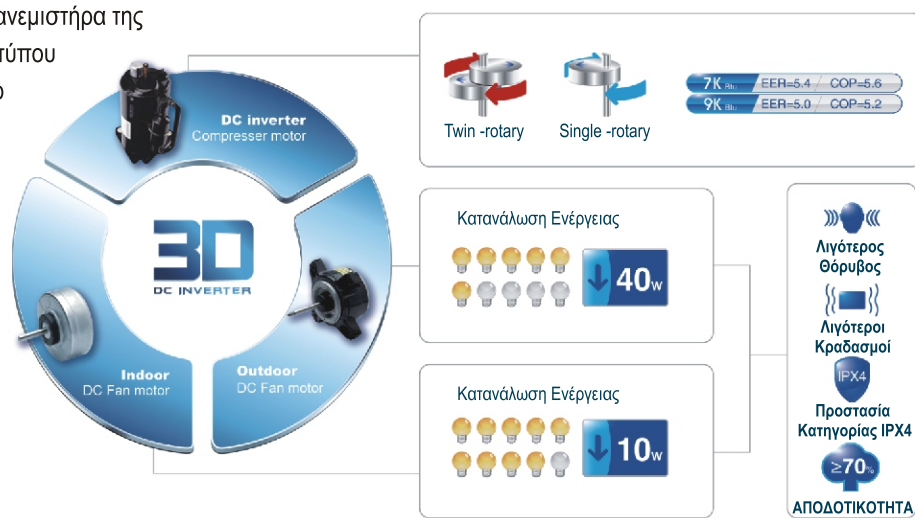 ανεμιστήρα της
τύπου
DC inverter
Compresser motor
3D
DC INVERTER
Indoor
DC Fan motor
Outdoor
DC Fan motor
Twin -rotary
Single -rotary
7K Btu EER=5.4 / COP=5.6
9K Btu EER=5.0 / COP=5.2
Κατανάλωση Ενέργειας
40w
Κατανάλωση Ενέργειας
10w
Λιγότερος
Θόρυβος
Λιγότεροι
Κραδασμοί
IPX4
Προστασία
Κατηγορίας IPX4
≥70%
ΑΠΟΔΟΤΙΚΟΤΗΤΑ